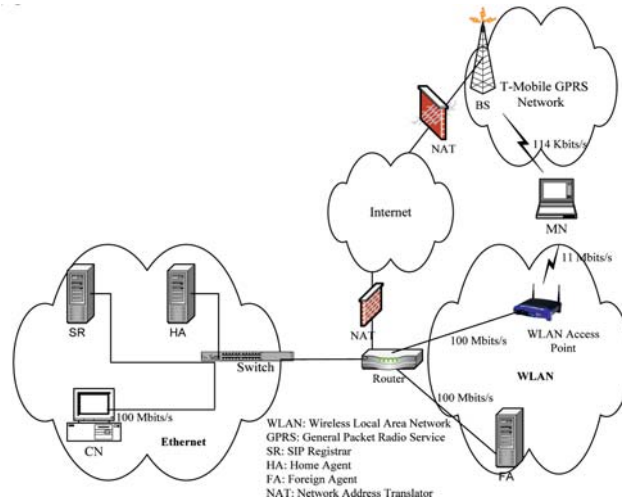 BS
T-Mobile GPRS
Network
NAT
114 Kbits/s
Internet
MN
11 Mbits/s
SR
HA
NAT
WLAN Access
Point
Switch
100 Mbits/s
Router
WLAN
100 Mbits/s
100 Mbits/s
CN
Ethernet
FA
WLAN: Wireless Local Area Network
GPRS: General Packet Radio Service
SR: SIP Registrar
HA: Home Agent
FA: Foreign Agent
NAT: Network Address Translator